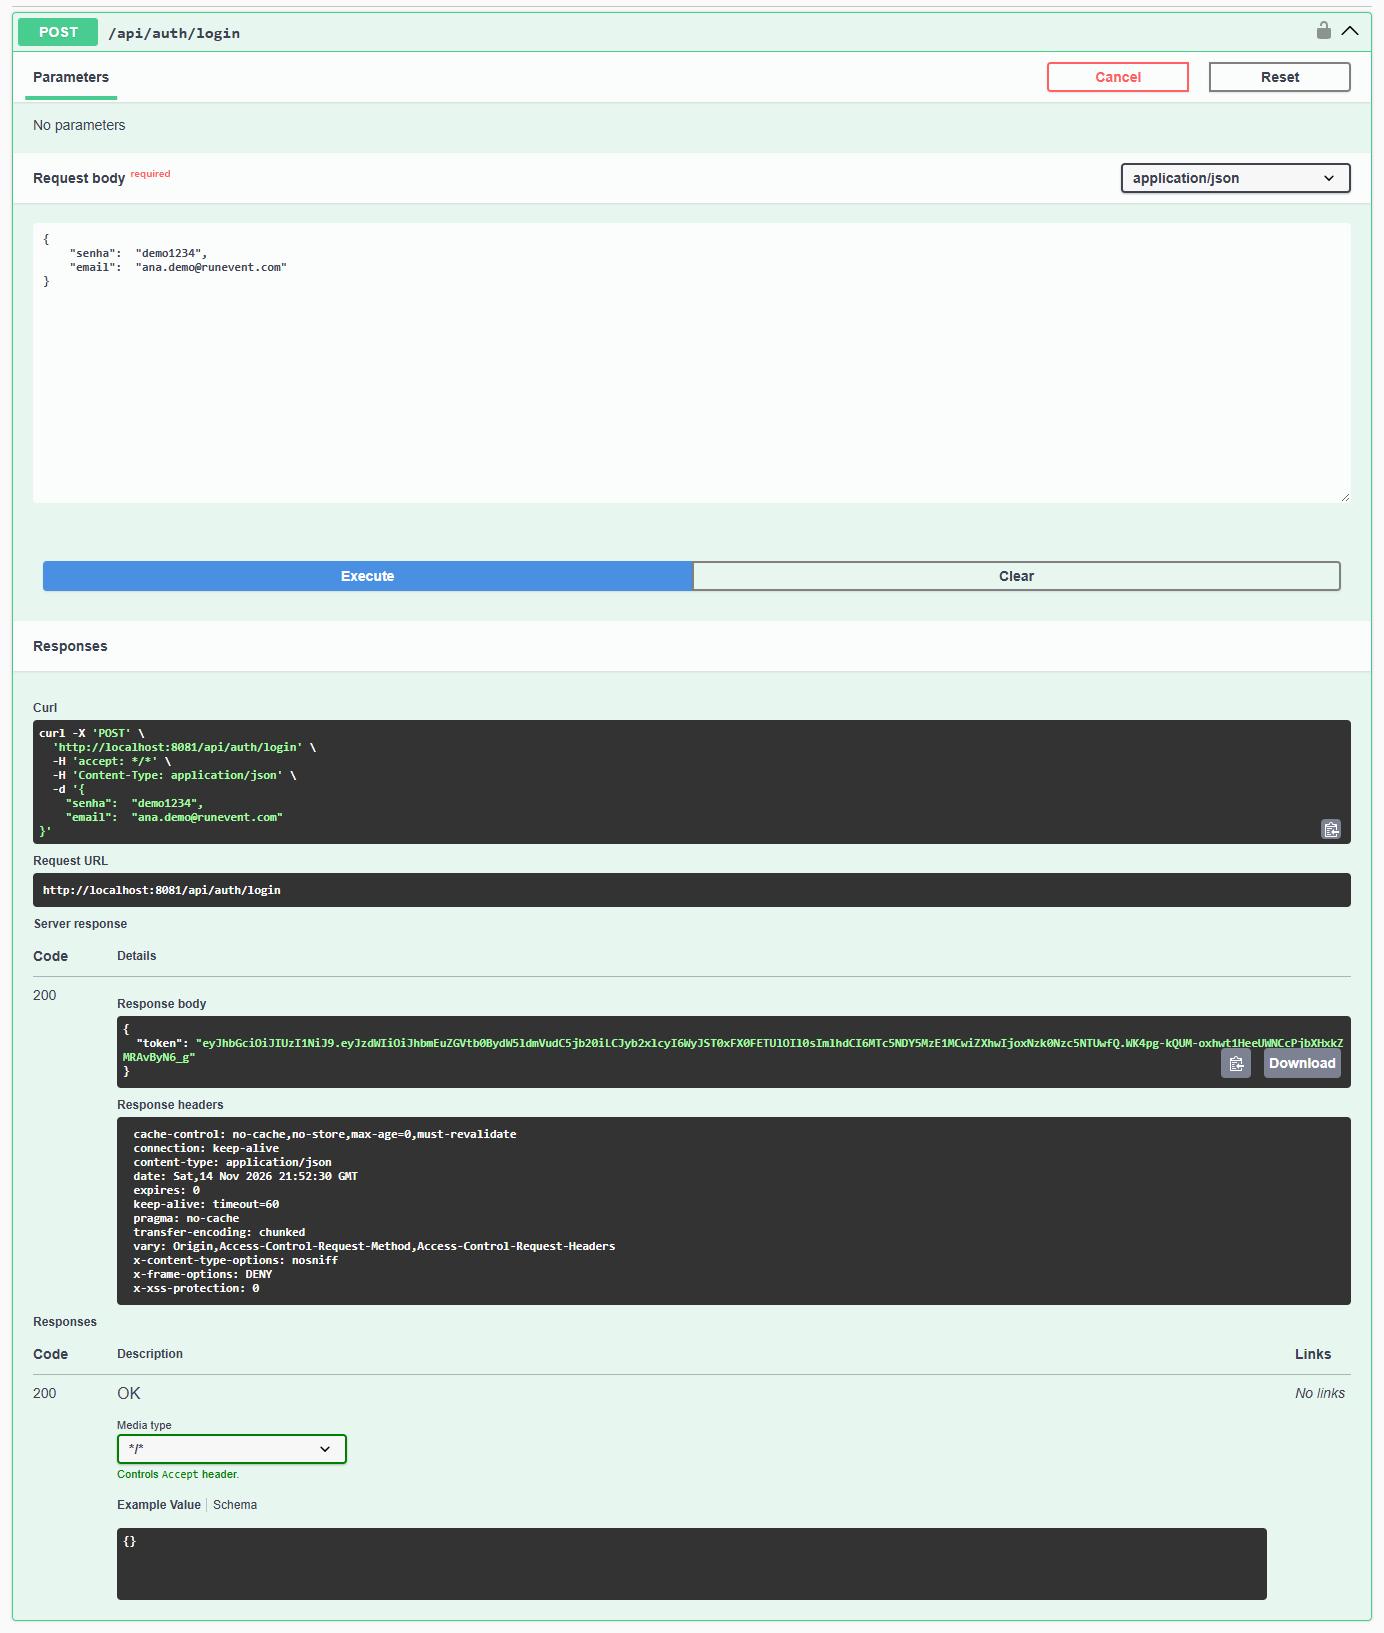 POST /api/auth/login
Parameters
Cancel
Reset
No parameters
Request body required
application/json
{
    "senha":  "demo1234",
    "email":  "ana.demo@runevent.com"
}
Execute
Clear
Responses
Curl
curl -X 'POST' \
  'http://localhost:8081/api/auth/login' \
  -H 'accept: */*' \
  -H 'Content-Type: application/json' \
  -d '{
    "senha":  "demo1234",
    "email":  "ana.demo@runevent.com"
}'
Request URL
http://localhost:8081/api/auth/login
Server response
Code Details
200
Response body
{
  "token": "eyJhbGciOiJIUzI1NiJ9.eyJzdWIiOiJhbmEuZGVtb0BydW5ldmVudC5jb20iLCJyb2xlcyI6WyJST0xFX0FETUlOIl0sImlhdCI6MTc5NDY5MzE1MCwiZXhwIjoxNzk0Nzc5NTUwfQ.WK4pg-kQUM-oxhwt1HeeUWNCcPjbXHxkZ
MRAvByN6_g"
}
Download
Response headers
cache-control: no-cache,no-store,max-age=0,must-revalidate
connection: keep-alive
content-type: application/json
date: Sat,14 Nov 2026 21:52:30 GMT
expires: 0
keep-alive: timeout=60
pragma: no-cache
transfer-encoding: chunked
vary: Origin,Access-Control-Request-Method,Access-Control-Request-Headers
x-content-type-options: nosniff
x-frame-options: DENY
x-xss-protection: 0
Responses
Code Description Links
200 OK No links
Media type
*/*
Controls Accept header.
Example Value Schema
{}